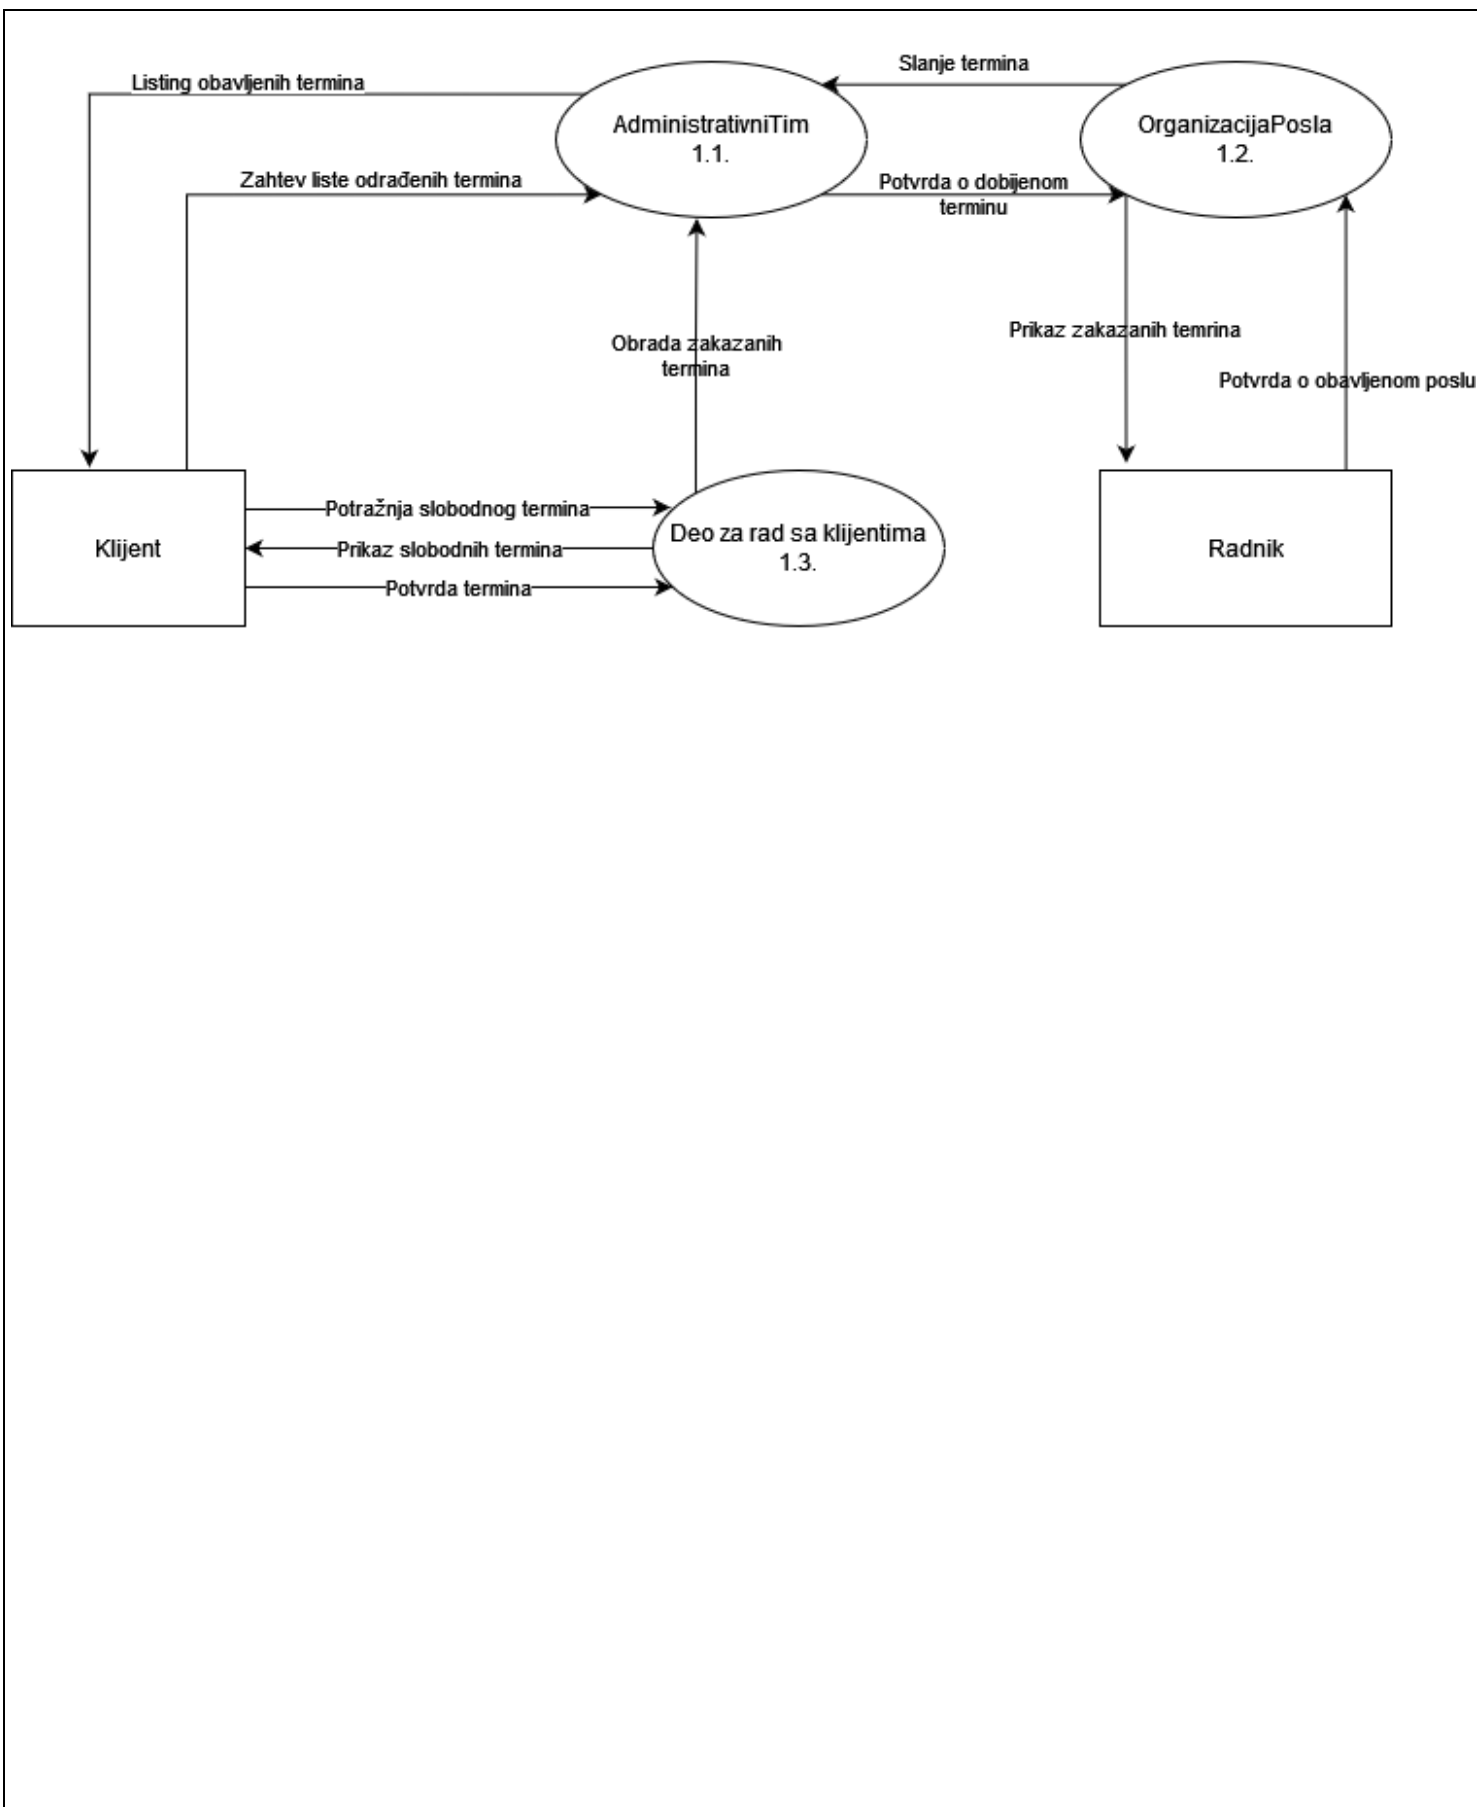 Slanje termina
Listing obavljenih termina
AdministrativniTim
1.1.
OrganizacijaPosla
1.2.
Zahtev liste odrađenih termina
Potvrda o dobijenom
terminu
Obrada zakazanih
termina
Prikaz zakazanih temrina
Potvrda o obavljenom poslu
Potražnja slobodnog termina
Klijent
Prikaz slobodnih termina
Potvrda termina
Deo za rad sa klijentima
1.3.
Radnik